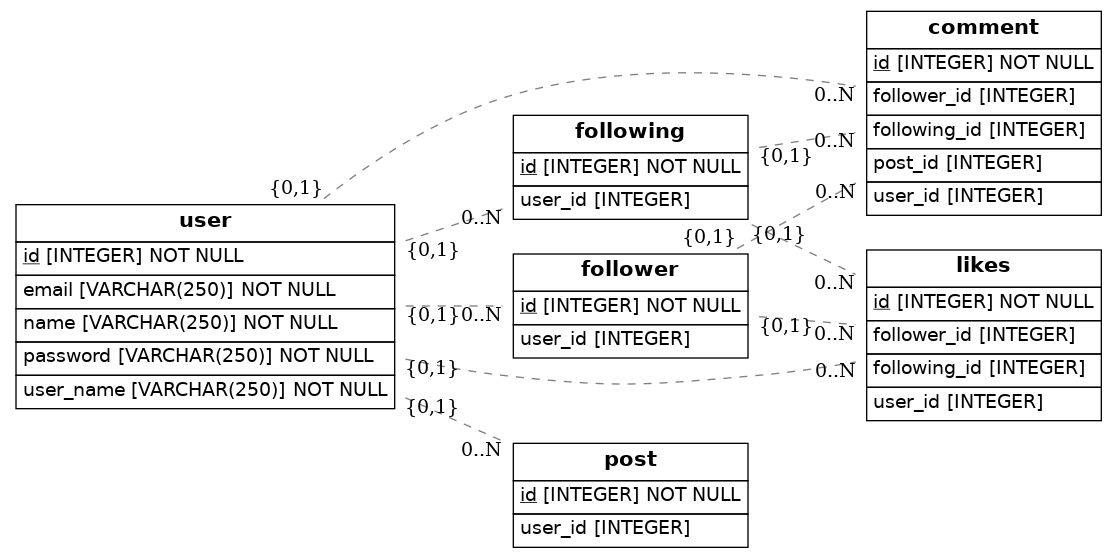 comment
id [INTEGER] NOT NULL
follower_id [INTEGER]
following_id [INTEGER]
post_id [INTEGER]
user_id [INTEGER]
0..N
0..N
0..N
following
id [INTEGER] NOT NULL
user_id [INTEGER]
{0,1}
{0,1}
{0,1}
user
id [INTEGER] NOT NULL
email [VARCHAR(250)] NOT NULL
name [VARCHAR(250)] NOT NULL
password [VARCHAR(250)] NOT NULL
user_name [VARCHAR(250)] NOT NULL
{0,1}
0..N
{0,1}
0..N
{0,1}
{0,1}
0..N
follower
id [INTEGER] NOT NULL
user_id [INTEGER]
{0,1}
{0,1}
likes
id [INTEGER] NOT NULL
follower_id [INTEGER]
following_id [INTEGER]
user_id [INTEGER]
0..N
0..N
0..N
post
id [INTEGER] NOT NULL
user_id [INTEGER]